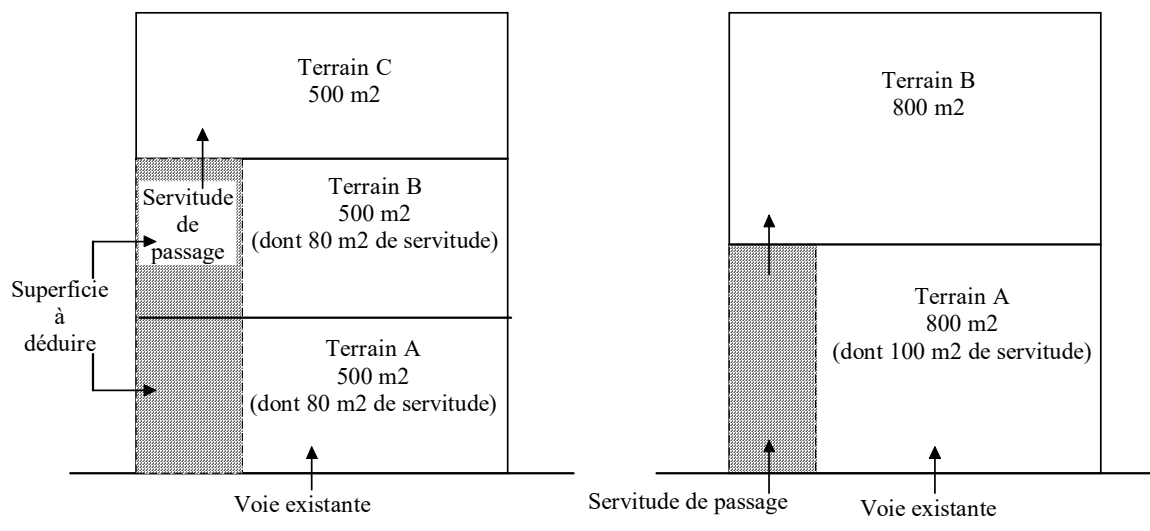 Terrain C
500 m2
Servitude
de
passage
Terrain B
500 m2
(dont 80 m2 de servitude)
Superficie
à
déduire
Terrain A
500 m2
(dont 80 m2 de servitude)
Voie existante
Terrain B
800 m2
Terrain A
800 m2
(dont 100 m2 de servitude)
Servitude de passage
Voie existante